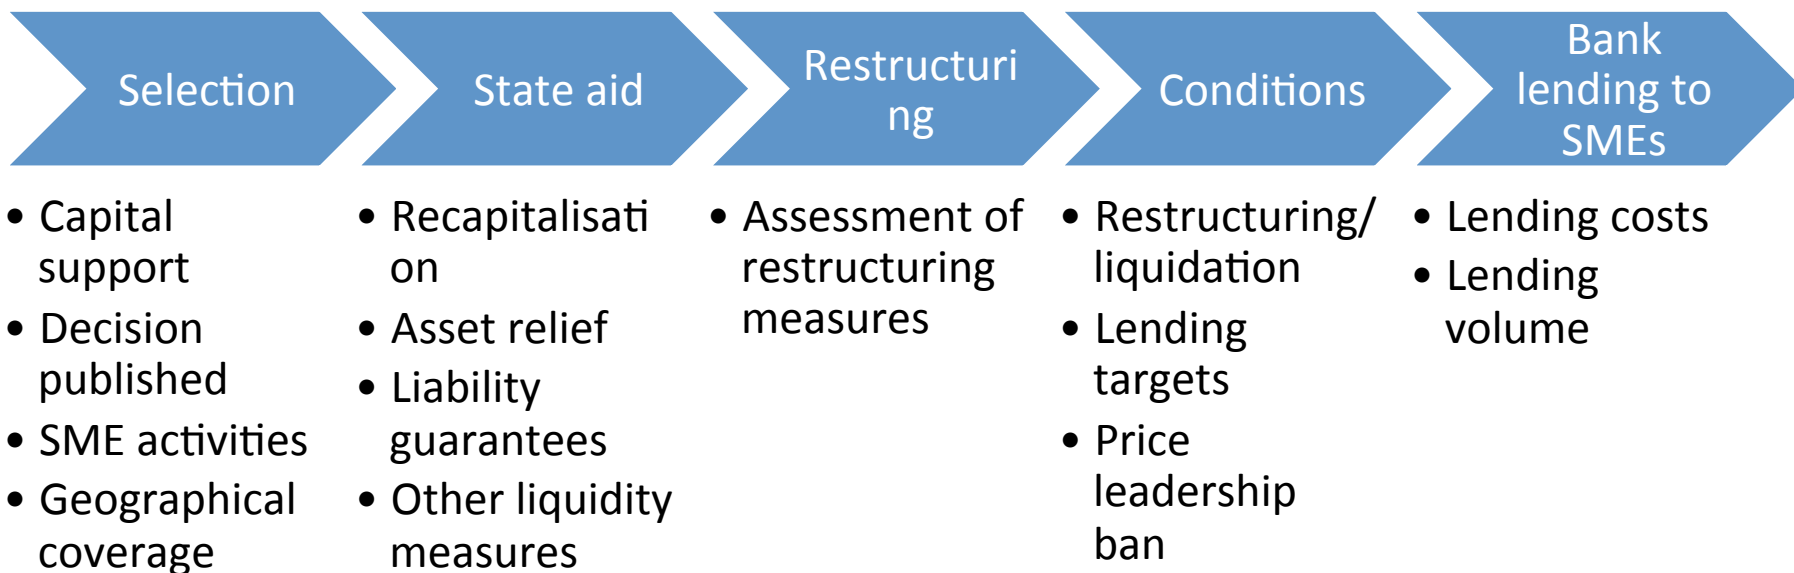 Selection
State aid
Restructuri
ng
Conditions
Bank
lending to
SMEs
• Capital
support
• Decision
published
• SME activities
• Geographical
coverage
• Recapitalisati
on
• Asset relief
• Liability
guarantees
• Other liquidity
measures
• Assessment of
restructuring
measures
• Restructuring/
liquidation
• Lending
targets
• Price
leadership
ban
• Lending costs
• Lending
volume